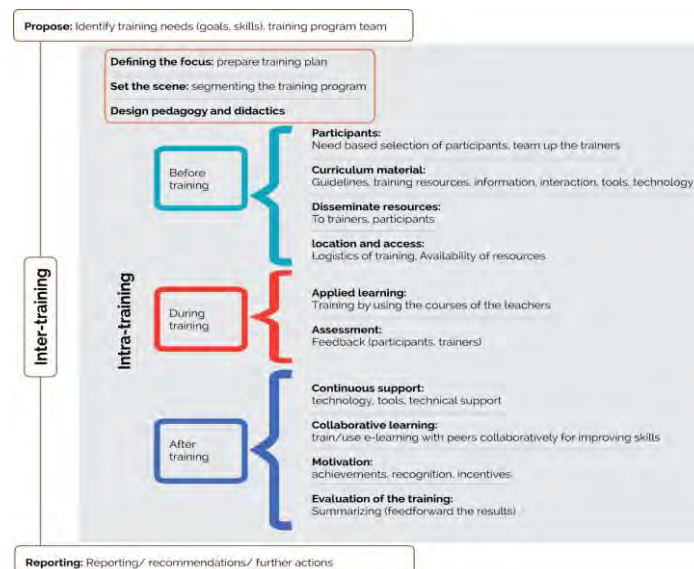 Propose: Identify training needs (goals, skills), training program team
Defining the focus: prepare training plan
Set the scene: segmenting the training program
Design pedagogy and didactics
Inter-training
Intra-training
Before
training
Participants:
Need based selection of participants, team up the trainers
Curriculum material:
Guidelines, training resources, information, interaction, tools, technology
Disseminate resources:
To trainers, participants
location and access:
Logistics of training, Availability of resources
During
training
Applied learning:
Training by using the courses of the teachers
Assessment:
Feedback (participants, trainers)
After
training
Continuous support:
technology, tools, technical support
Collaborative learning:
train/use e-learning with peers collaboratively for improving skills
Motivation:
achievements, recognition, incentives
Evaluation of the training:
Summarizing (feedforward the results)
Reporting: Reporting/ recommendations/ further actions